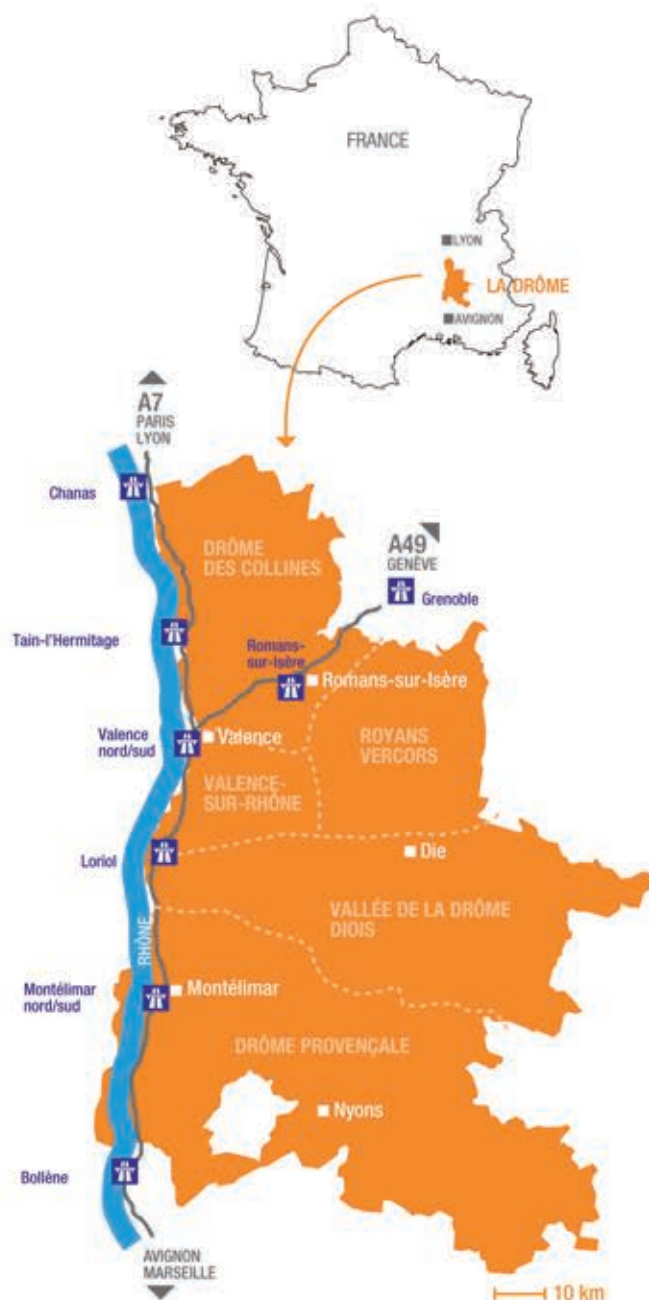 FRANCE
LYON
LA DRÔME
AVIGNON
A7
PARIS
LYON
Chanas
DRÔME
DES COLLINES
A49
GENÈVE
Grenoble
Tain-l'Hermitage
Romans-
sur-Isère
Romans-sur-Isère
Valence
nord/sud
Valence
ROYANS
VERCORS
VALENCE-
SUR-RHÔNE
Loriol
Die
VALLÉE DE LA DRÔME
DIOIS
RHÔNE
Montélimar
nord/sud
Montélimar
DRÔME PROVENÇALE
Nyons
Bollène
AVIGNON
MARSEILLE
10 km